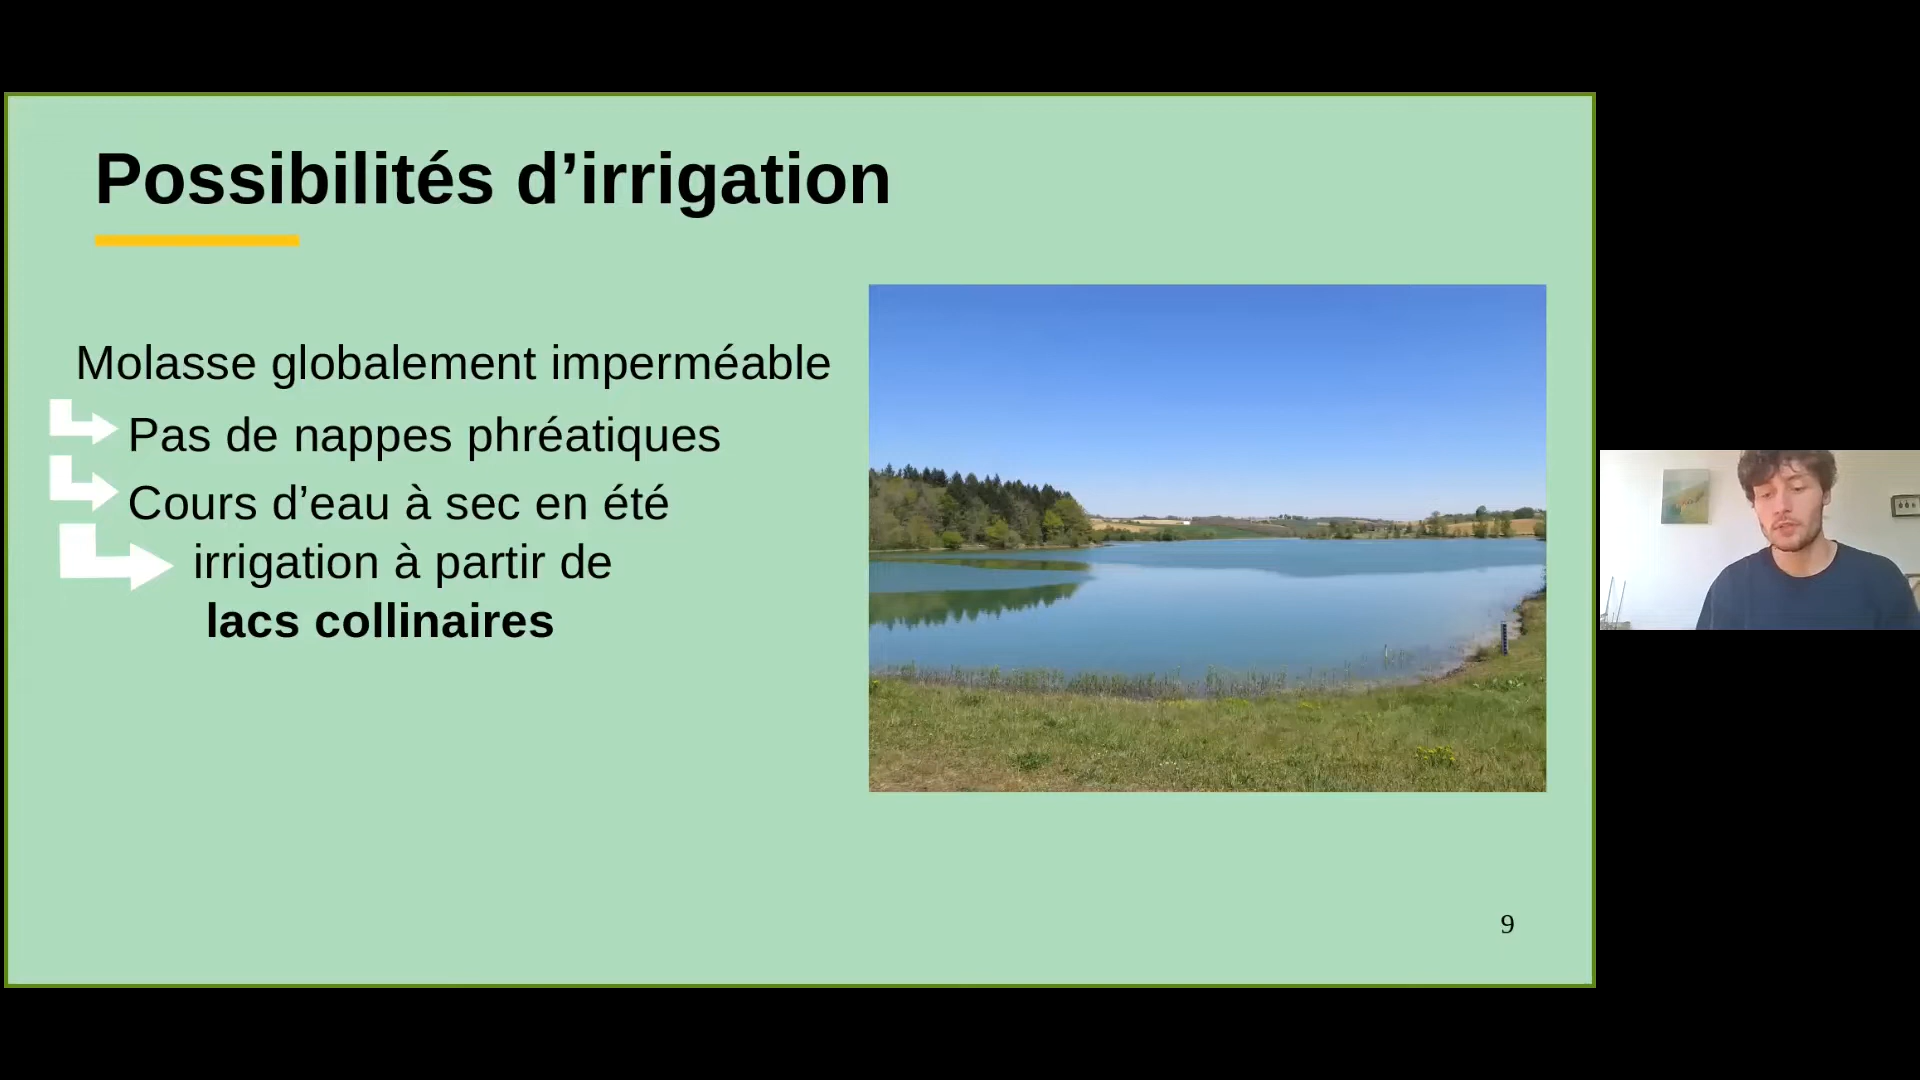 Possibilités d’irrigation
Molasse globalement imperméable
Pas de nappes phréatiques
Cours d’eau à sec en été
irrigation à partir de
lacs collinaires
9